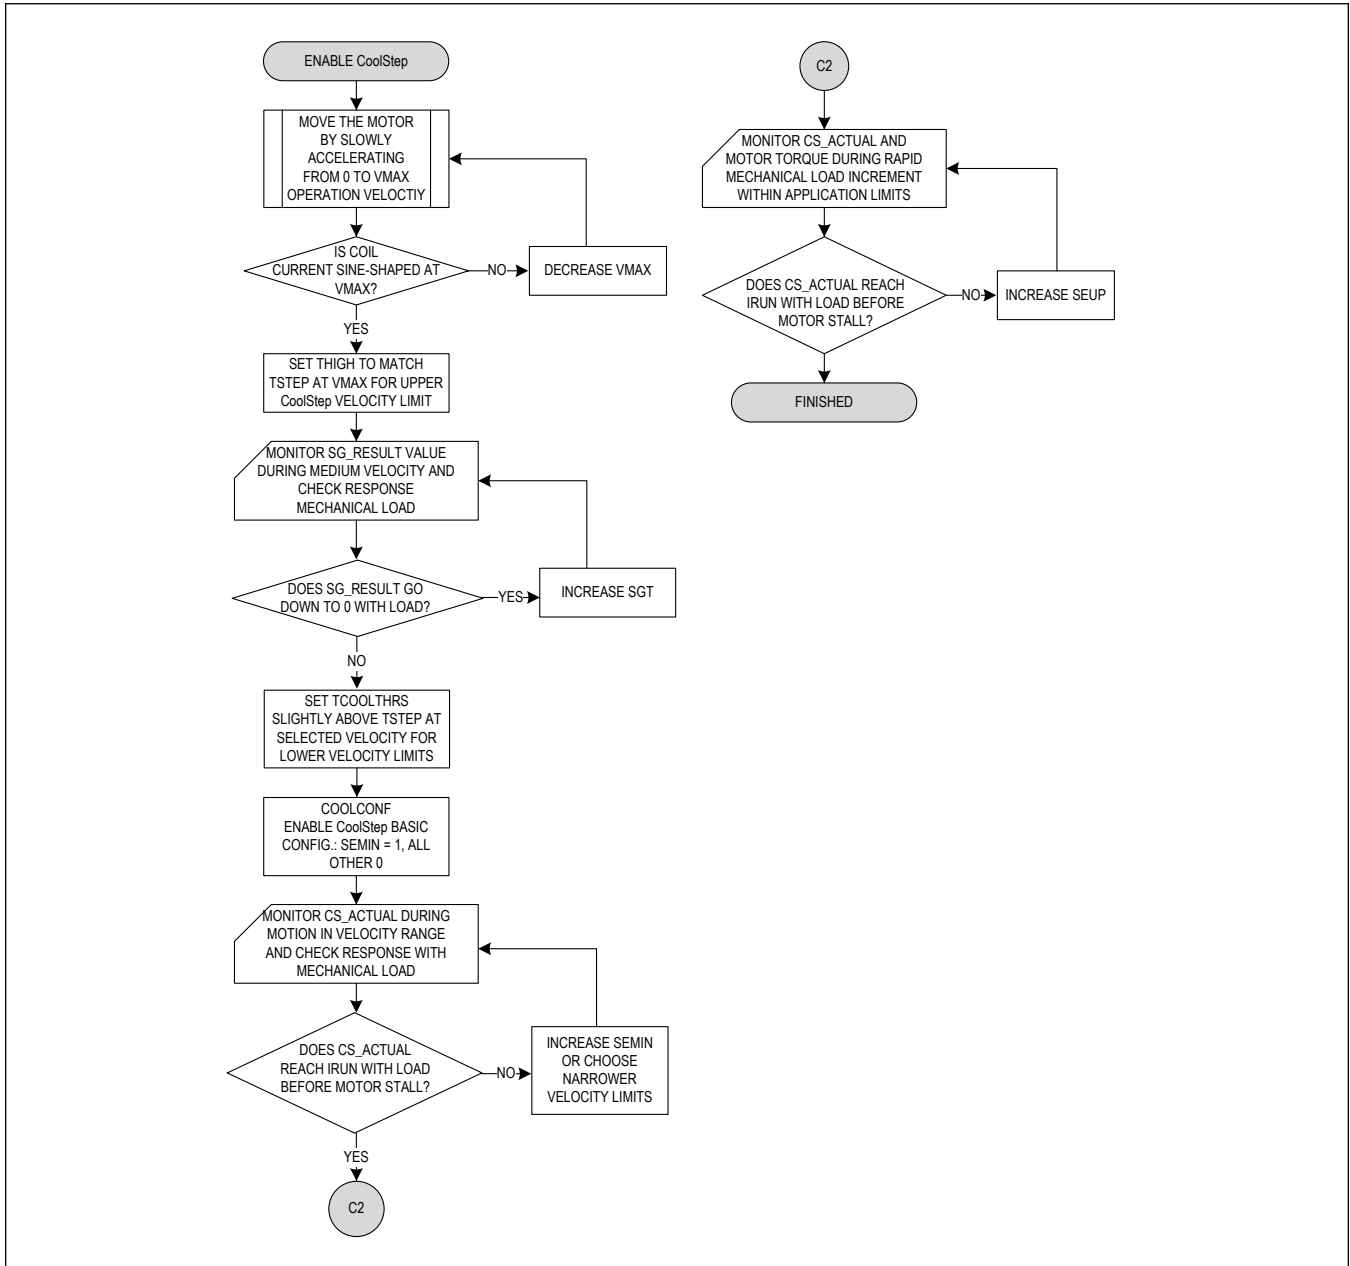 ENABLE CoolStep
MOVE THE MOTOR
BY SLOWLY
ACCELERATING
FROM 0 TO VMAX
OPERATION VELOCTIY
IS COIL
CURRENT SINE-SHAPED AT
VMAX?
NO
DECREASE VMAX
YES
SET THIGH TO MATCH
TSTEP AT VMAX FOR UPPER
CoolStep VELOCITY LIMIT
MONITOR SG_RESULT VALUE
DURING MEDIUM VELOCITY AND
CHECK RESPONSE
MECHANICAL LOAD
DOES SG_RESULT GO
DOWN TO 0 WITH LOAD?
YES
INCREASE SGT
NO
SET TCOOLTHRS
SLIGHTLY ABOVE TSTEP AT
SELECTED VELOCITY FOR
LOWER VELOCITY LIMITS
COOLCONF
ENABLE CoolStep BASIC
CONFIG.: SEMIN = 1, ALL
OTHER 0
MONITOR CS_ACTUAL DURING
MOTION IN VELOCITY RANGE
AND CHECK RESPONSE WITH
MECHANICAL LOAD
DOES CS_ACTUAL
REACH IRUN WITH LOAD
BEFORE MOTOR STALL?
NO
INCREASE SEMIN
OR CHOOSE
NARROWER
VELOCITY LIMITS
YES
C2
C2
MONITOR CS_ACTUAL AND
MOTOR TORQUE DURING RAPID
MECHANICAL LOAD INCREMENT
WITHIN APPLICATION LIMITS
DOES CS_ACTUAL REACH
IRUN WITH LOAD BEFORE
MOTOR STALL?
NO
INCREASE SEUP
FINISHED